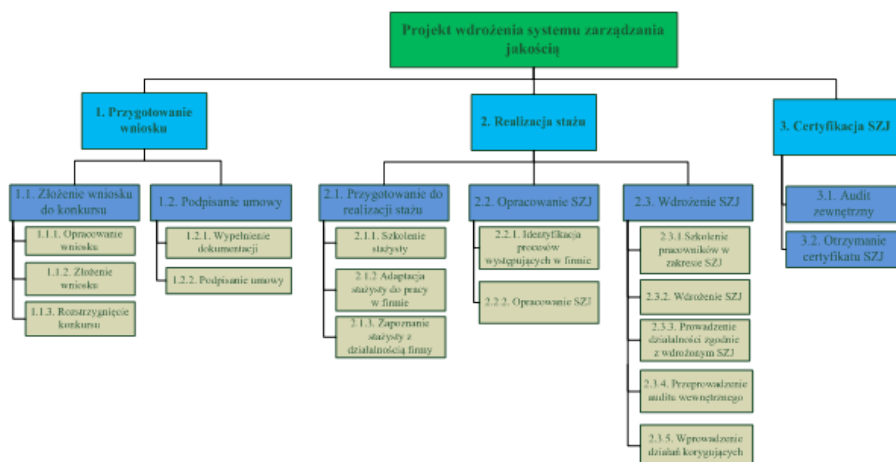 Projekt wdrożenia systemu zarządzania
jakością
1. Przygotowanie
wniosku
2. Realizacja stażu
3. Certyfikacja SZJ
1.1. Złożenie wniosku
do konkursu
1.1.1. Opracowanie
wniosku
1.1.2. Złożenie
wniosku
1.1.3. Rozstrzygnięcie
konkursu
1.2. Podpisanie umowy
1.2.1. Wypełnienie
dokumentacji
1.2.2. Podpisanie umowy
2.1. Przygotowanie do
realizacji stażu
2.1.1. Szkolenie
stażysty
2.1.2 Adaptacja
stażysty do pracy
w firmie
2.1.3. Zapoznanie
stażysty z
działalnością firmy
2.2. Opracowanie SZJ
2.2.1. Identyfikacja
procesów
występujących w firmie
2.2.2. Opracowanie SZJ
2.3. Wdrożenie SZJ
2.3.1 Szkolenie
pracowników w
zakresie SZJ
2.3.2. Wdrożenie SZJ
2.3.3. Prowadzenie
działalności zgodnie
z wdrożonym SZJ
2.3.4. Przeprowadzenie
auditu wewnętrznego
2.3.5. Wprowadzenie
działań korygujących
3.1. Audit
zewnętrzny
3.2. Otrzymanie
certyfikatu SZJ